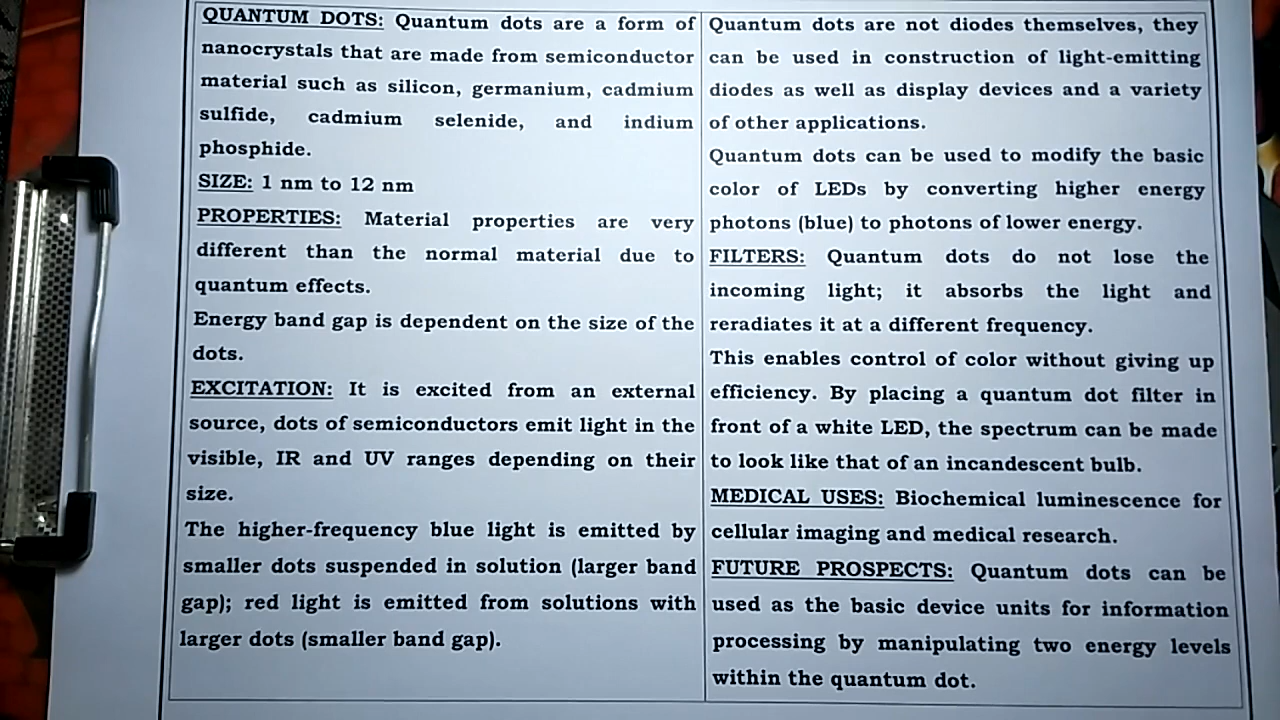 QUANTUM DOTS: Quantum dots are a form of
nanocrystals that are made from semiconductor
material such as silicon, germanium, cadmium
sulfide, cadmium selenide, and indium
phosphide.
SIZE: 1 nm to 12 nm
PROPERTIES: Material properties are very
different than the normal material due to
quantum effects.
Energy band gap is dependent on the size of the
dots.
EXCITATION: It is excited from an external
source, dots of semiconductors emit light in the
visible, IR and UV ranges depending on their
size.
The higher-frequency blue light is emitted by
smaller dots suspended in solution (larger band
gap); red light is emitted from solutions with
larger dots (smaller band gap).
Quantum dots are not diodes themselves, they
can be used in construction of light-emitting
diodes as well as display devices and a variety
of other applications.
Quantum dots can be used to modify the basic
color of LEDs by converting higher energy
photons (blue) to photons of lower energy.
FILTERS: Quantum dots do not lose the
incoming light; it absorbs the light and
reradiates it at a different frequency.
This enables control of color without giving up
efficiency. By placing a quantum dot filter in
front of a white LED, the spectrum can be made
to look like that of an incandescent bulb.
MEDICAL USES: Biochemical luminescence for
cellular imaging and medical research.
FUTURE PROSPECTS: Quantum dots can be
used as the basic device units for information
processing by manipulating two energy levels
within the quantum dot.